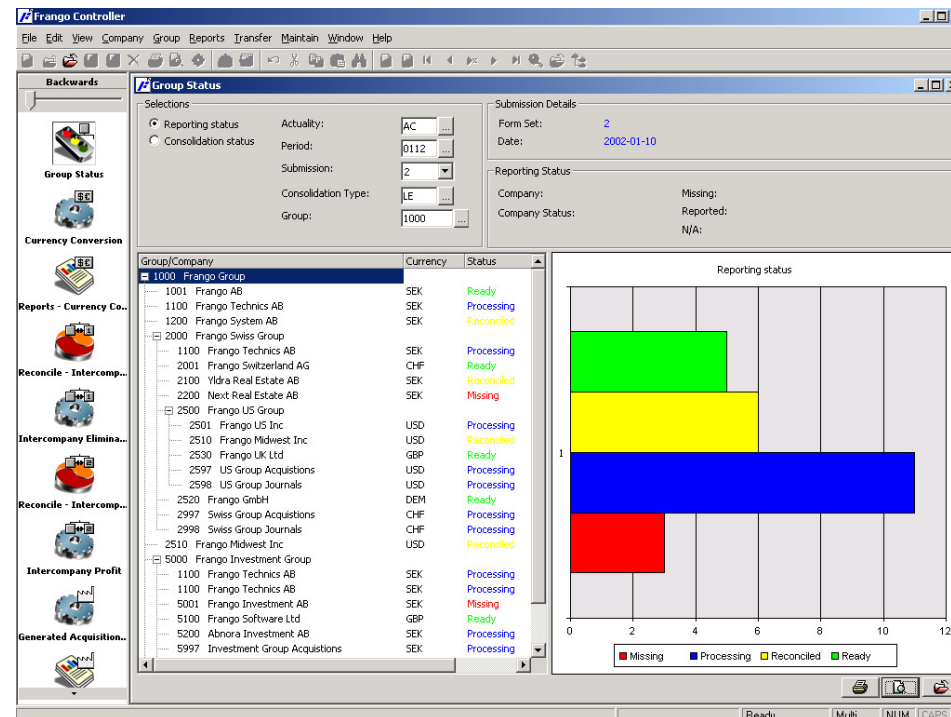 Frango Controller
File Edit View Company Group Reports Transfer Maintain Window Help
Backwards
Group Status
Currency Conversion
Reports - Currency Co..
Reconcile - Intercomp...
Intercompany Elimina...
Reconcile - Intercomp...
Intercompany Profit
Generated Acquisition..
Group Status
Selections
Reporting status
Consolidation status
Actuality: AC ...
Period: 0112 ...
Submission: 2
Consolidation Type: LE ...
Group: 1000 ...
Submission Details
Form Set: 2
Date: 2002-01-10
Reporting Status
Company: Missing:
Company Status: Reported:
N/A:
Group/Company Currency Status
1000 Frango Group
1001 Frango AB SEK Ready
1100 Frango Technics AB SEK Processing
1200 Frango System AB SEK Reconciled
2000 Frango Swiss Group
1100 Frango Technics AB SEK Processing
2001 Frango Switzerland AG CHF Ready
2100 Yldra Real Estate AB SEK Reconciled
2200 Next Real Estate AB SEK Missing
2500 Frango US Group
2501 Frango US Inc USD Processing
2510 Frango Midwest Inc USD Reconciled
2530 Frango UK Ltd GBP Ready
2597 US Group Acquistions USD Processing
2598 US Group Journals USD Processing
2520 Frango GmbH DEM Ready
2997 Swiss Group Acquistions CHF Processing
2998 Swiss Group Journals CHF Processing
2510 Frango Midwest Inc USD Reconciled
5000 Frango Investment Group
1100 Frango Technics AB SEK Processing
1100 Frango Technics AB SEK Processing
5001 Frango Investment AB SEK Missing
5100 Frango Software Ltd GBP Ready
5200 Abnora Investment AB SEK Processing
5997 Investment Group Acquistions SEK Processing
Reporting status
1
0 2 4 6 8 10 12
Missing Processing Reconciled Ready
Ready Multi NUM CAPS